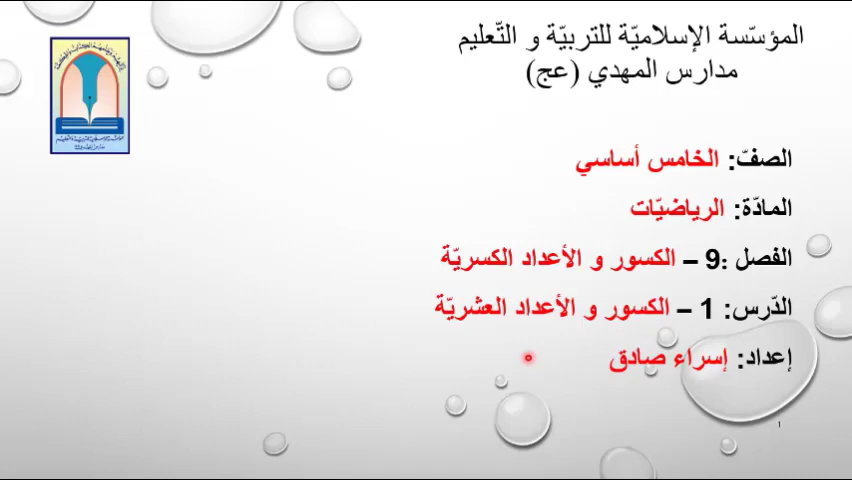 المؤسّسة الإسلاميّة للتربيّة و التّعليم
مدارس المهدي (عج)
الصفّ: الخامس أساسي
المادّة: الرياضيّات
الفصل :9 – الكسور و الأعداد الكسريّة
الدّرس: 1 – الكسور و الأعداد العشريّة
إعداد: إسراء صادق
1